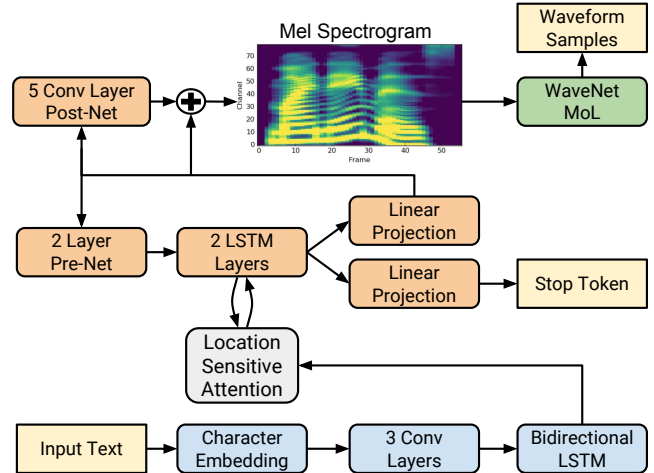 Mel Spectrogram
Waveform
Samples
5 Conv Layer
Post-Net
WaveNet
MoL
Channel
70
60
50
40
30
20
10
0
0
10
20
30
40
50
Frame
2 Layer
Pre-Net
2 LSTM
Layers
Linear
Projection
Linear
Projection
Stop Token
Location
Sensitive
Attention
Input Text
Character
Embedding
3 Conv
Layers
Bidirectional
LSTM